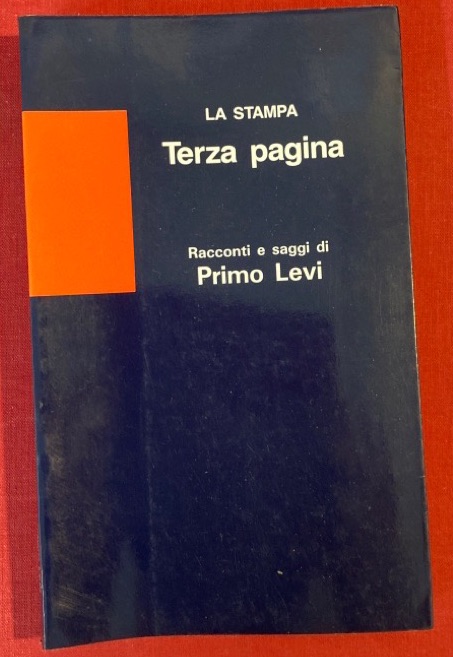 LA STAMPA
Terza pagina
Racconti e saggi di
Primo Levi